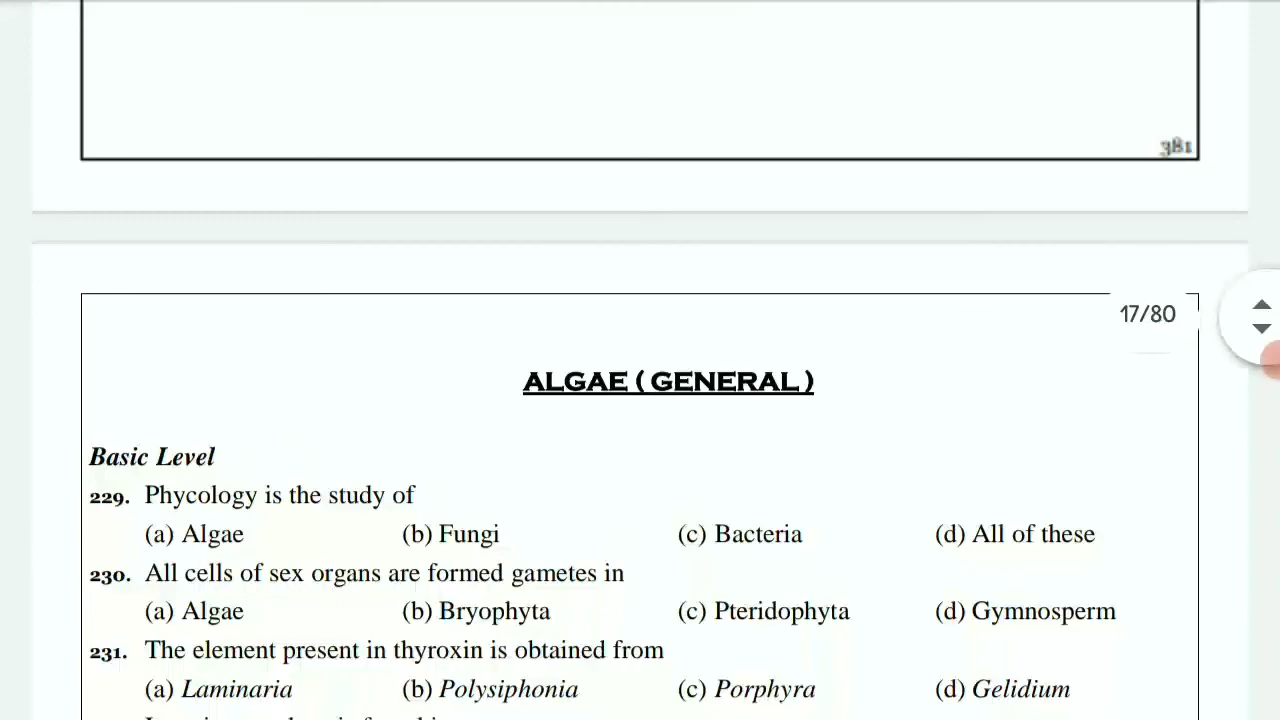 381
17/80
ALGAE ( GENERAL )
Basic Level
229. Phycology is the study of
(a) Algae (b) Fungi (c) Bacteria (d) All of these
230. All cells of sex organs are formed gametes in
(a) Algae (b) Bryophyta (c) Pteridophyta (d) Gymnosperm
231. The element present in thyroxin is obtained from
(a) Laminaria (b) Polysiphonia (c) Porphyra (d) Gelidium